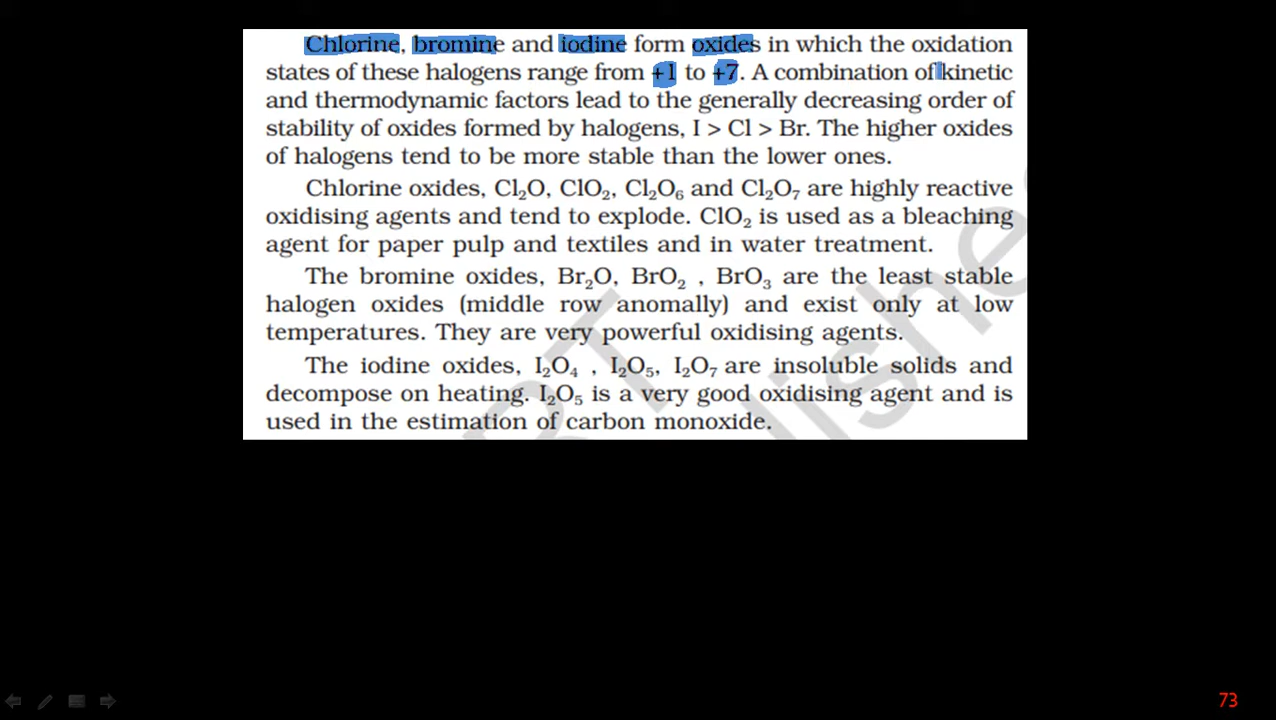 Chlorine, bromine and iodine form oxides in which the oxidation
states of these halogens range from +1 to +7. A combination of kinetic
and thermodynamic factors lead to the generally decreasing order of
stability of oxides formed by halogens, I > Cl > Br. The higher oxides
of halogens tend to be more stable than the lower ones.
Chlorine oxides, Cl₂O, ClO₂, Cl₂O₆ and Cl₂O₇ are highly reactive
oxidising agents and tend to explode. ClO₂ is used as a bleaching
agent for paper pulp and textiles and in water treatment.
The bromine oxides, Br₂O, BrO₂ , BrO₃ are the least stable
halogen oxides (middle row anomally) and exist only at low
temperatures. They are very powerful oxidising agents.
The iodine oxides, I₂O₄ , I₂O₅, I₂O₇ are insoluble solids and
decompose on heating. I₂O₅ is a very good oxidising agent and is
used in the estimation of carbon monoxide.
73